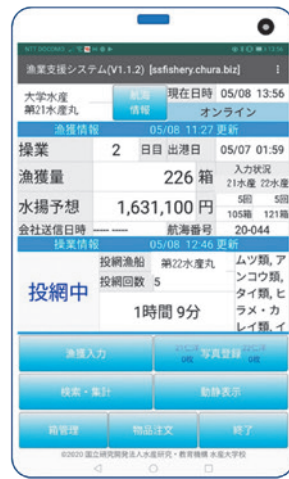 NTT DOCOMO
漁業支援システム(V1.1.2) [ssfishery.chura.biz]
大学水産
第21水産丸
航海
情報
現在日時 05/08 13:56
オンライン
漁獲情報 05/08 11:27 更新
操業 2 日目 出港日 05/07 01:59
漁獲量 226 箱
入力状況
21水産 22水産
水揚予想 1,631,100 円
5回 5回
105箱 121箱
会社送信日時 ----- ----- 航海番号 20-044
操業情報 05/08 12:46 更新
投網中
投網漁船 第22水産丸
投網回数 5
1時間 9分
ムツ類, ア
ンコウ類,
タイ類, ヒ
ラメ・カ
レイ類, イ
漁獲入力
写真登録
0枚 0枚
検索・集計
動静表示
箱管理
物品注文
終了
©2020 国立研究開発法人水産研究・教育機構 水産大学校